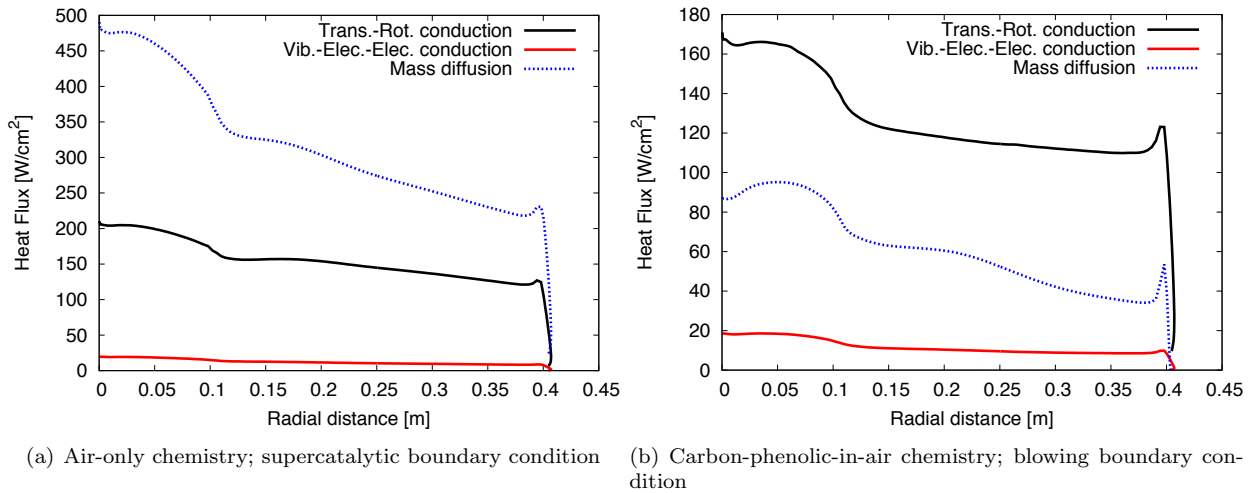 500
450
400
350
300
250
200
150
100
50
0
Heat Flux [W/cm2]
Trans.-Rot. conduction
Vib.-Elec.-Elec. conduction
Mass diffusion
0 0.05 0.1 0.15 0.2 0.25 0.3 0.35 0.4 0.45
Radial distance [m]
(a) Air-only chemistry; supercatalytic boundary condition
180
160
140
120
100
80
60
40
20
0
Heat Flux [W/cm2]
Trans.-Rot. conduction
Vib.-Elec.-Elec. conduction
Mass diffusion
0 0.05 0.1 0.15 0.2 0.25 0.3 0.35 0.4 0.45
Radial distance [m]
(b) Carbon-phenolic-in-air chemistry; blowing boundary con-
dition